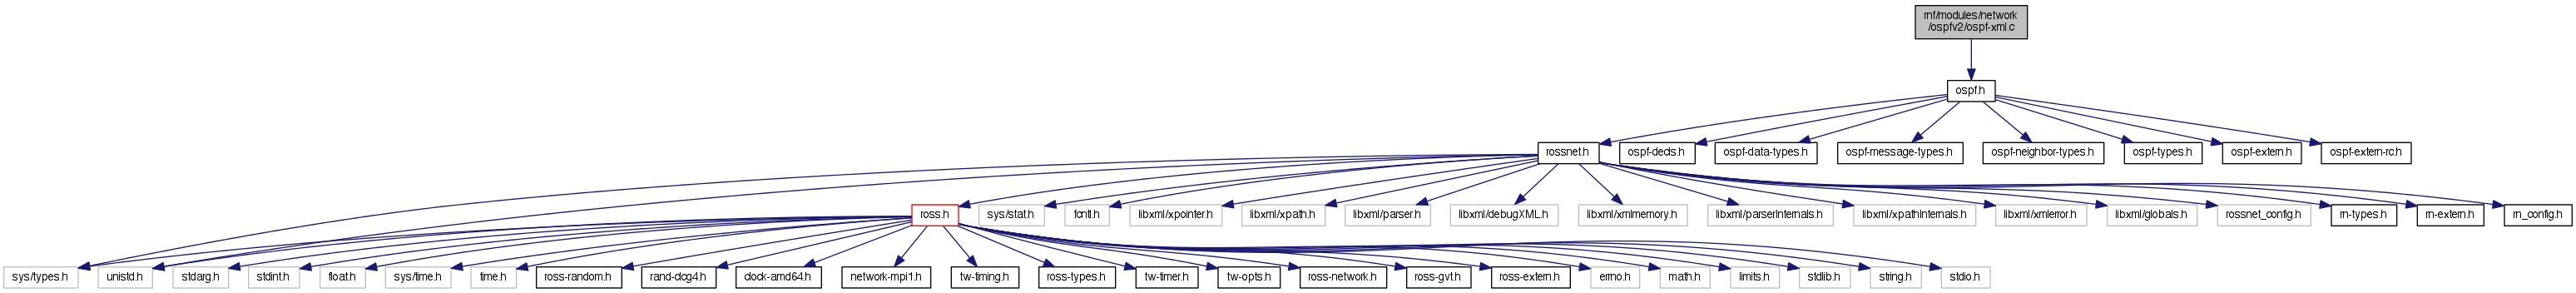 rnf/modules/network
/ospfv2/ospf-xml.c
ospf.h
rossnet.h
ospf-decls.h
ospf-data-types.h
ospf-message-types.h
ospf-neighbor-types.h
ospf-types.h
ospf-extern.h
ospf-extern-rc.h
ross.h
sys/stat.h
fcntl.h
libxml/xpointer.h
libxml/xpath.h
libxml/parser.h
libxml/debugXML.h
libxml/xmlmemory.h
libxml/parserInternals.h
libxml/xpathInternals.h
libxml/xmlerror.h
libxml/globals.h
rossnet_config.h
rn-types.h
rn-extern.h
rn_config.h
sys/types.h
unistd.h
stdarg.h
stdint.h
float.h
sys/time.h
time.h
ross-random.h
rand-clcg4.h
clock-amd64.h
network-mpi1.h
tw-timing.h
ross-types.h
tw-timer.h
tw-opts.h
ross-network.h
ross-gvt.h
ross-extern.h
errno.h
math.h
limits.h
stdlib.h
string.h
stdio.h